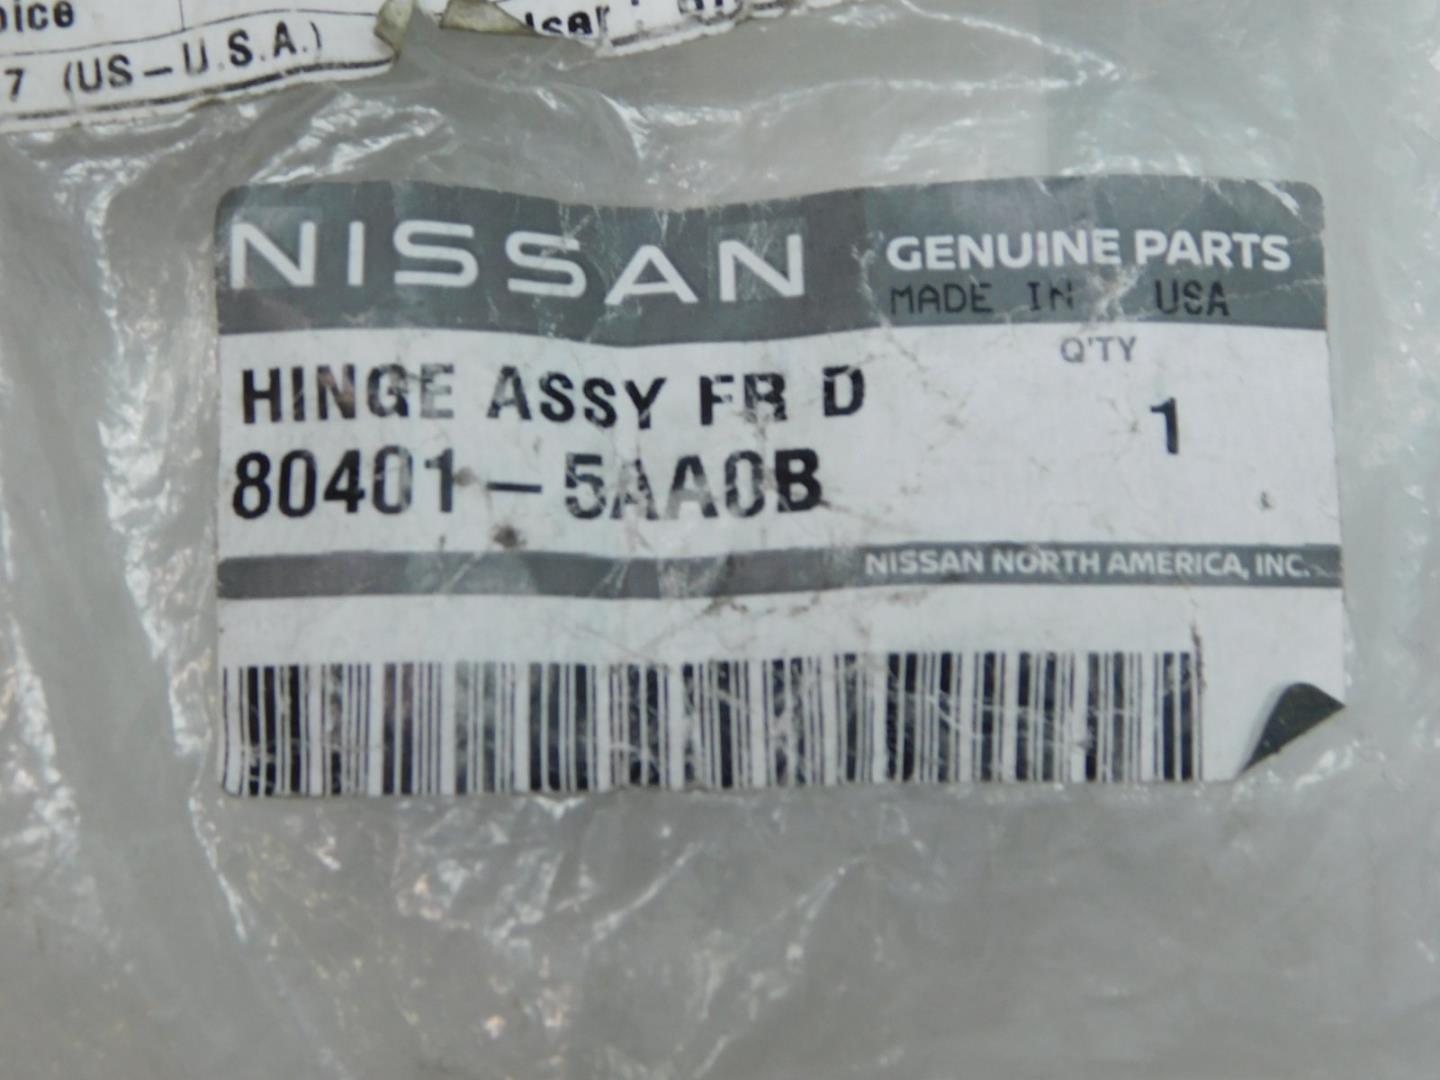 7 (US-U.S.A.)
NISSAN
GENUINE PARTS
MADE IN USA
Q'TY
HINGE ASSY FR D
1
80401-5AA0B
NISSAN NORTH AMERICA, INC.